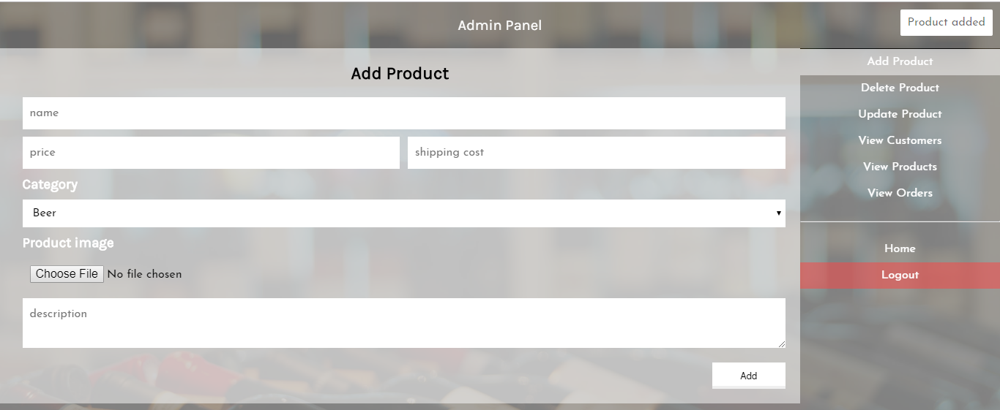 Admin Panel
Product added
Add Product
name
price
shipping cost
Category
Beer
Product image
Choose File No file chosen
description
Add
Add Product
Delete Product
Update Product
View Customers
View Products
View Orders
Home
Logout